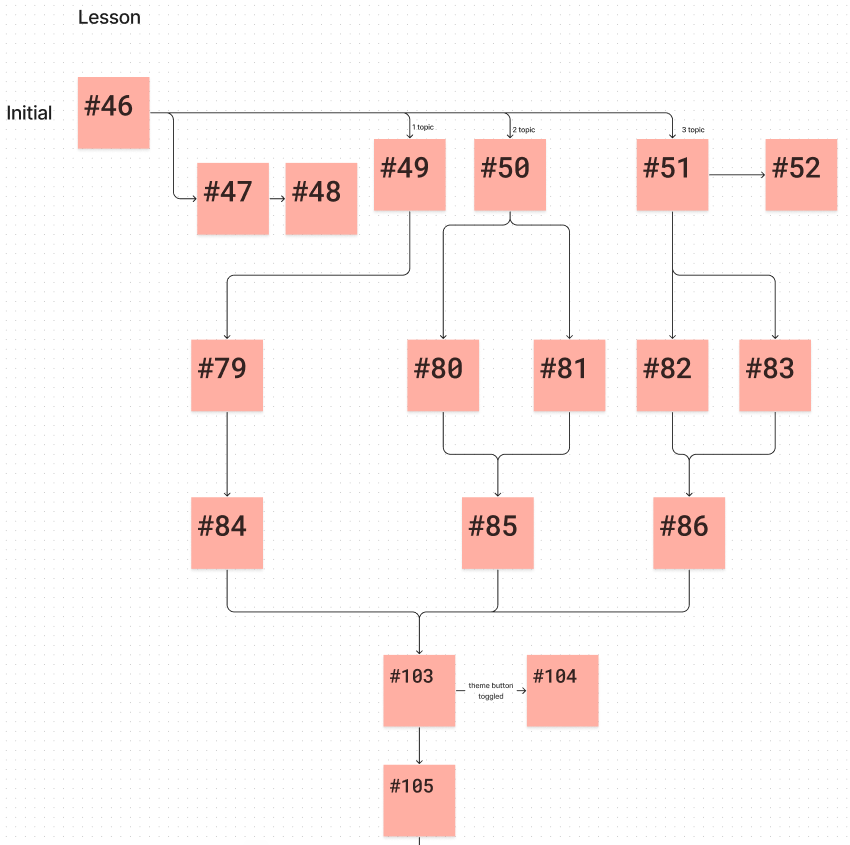 Lesson
Initial
#46
1 topic
2 topic
3 topic
#47
#48
#49
#50
#51
#52
#79
#80
#81
#82
#83
#84
#85
#86
#103
theme button
toggled
#104
#105